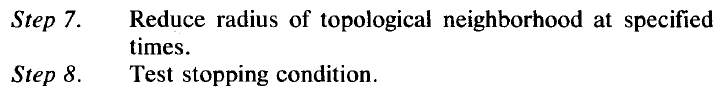 Step 7. Reduce radius of topological neighborhood at specified
times.
Step 8. Test stopping condition.